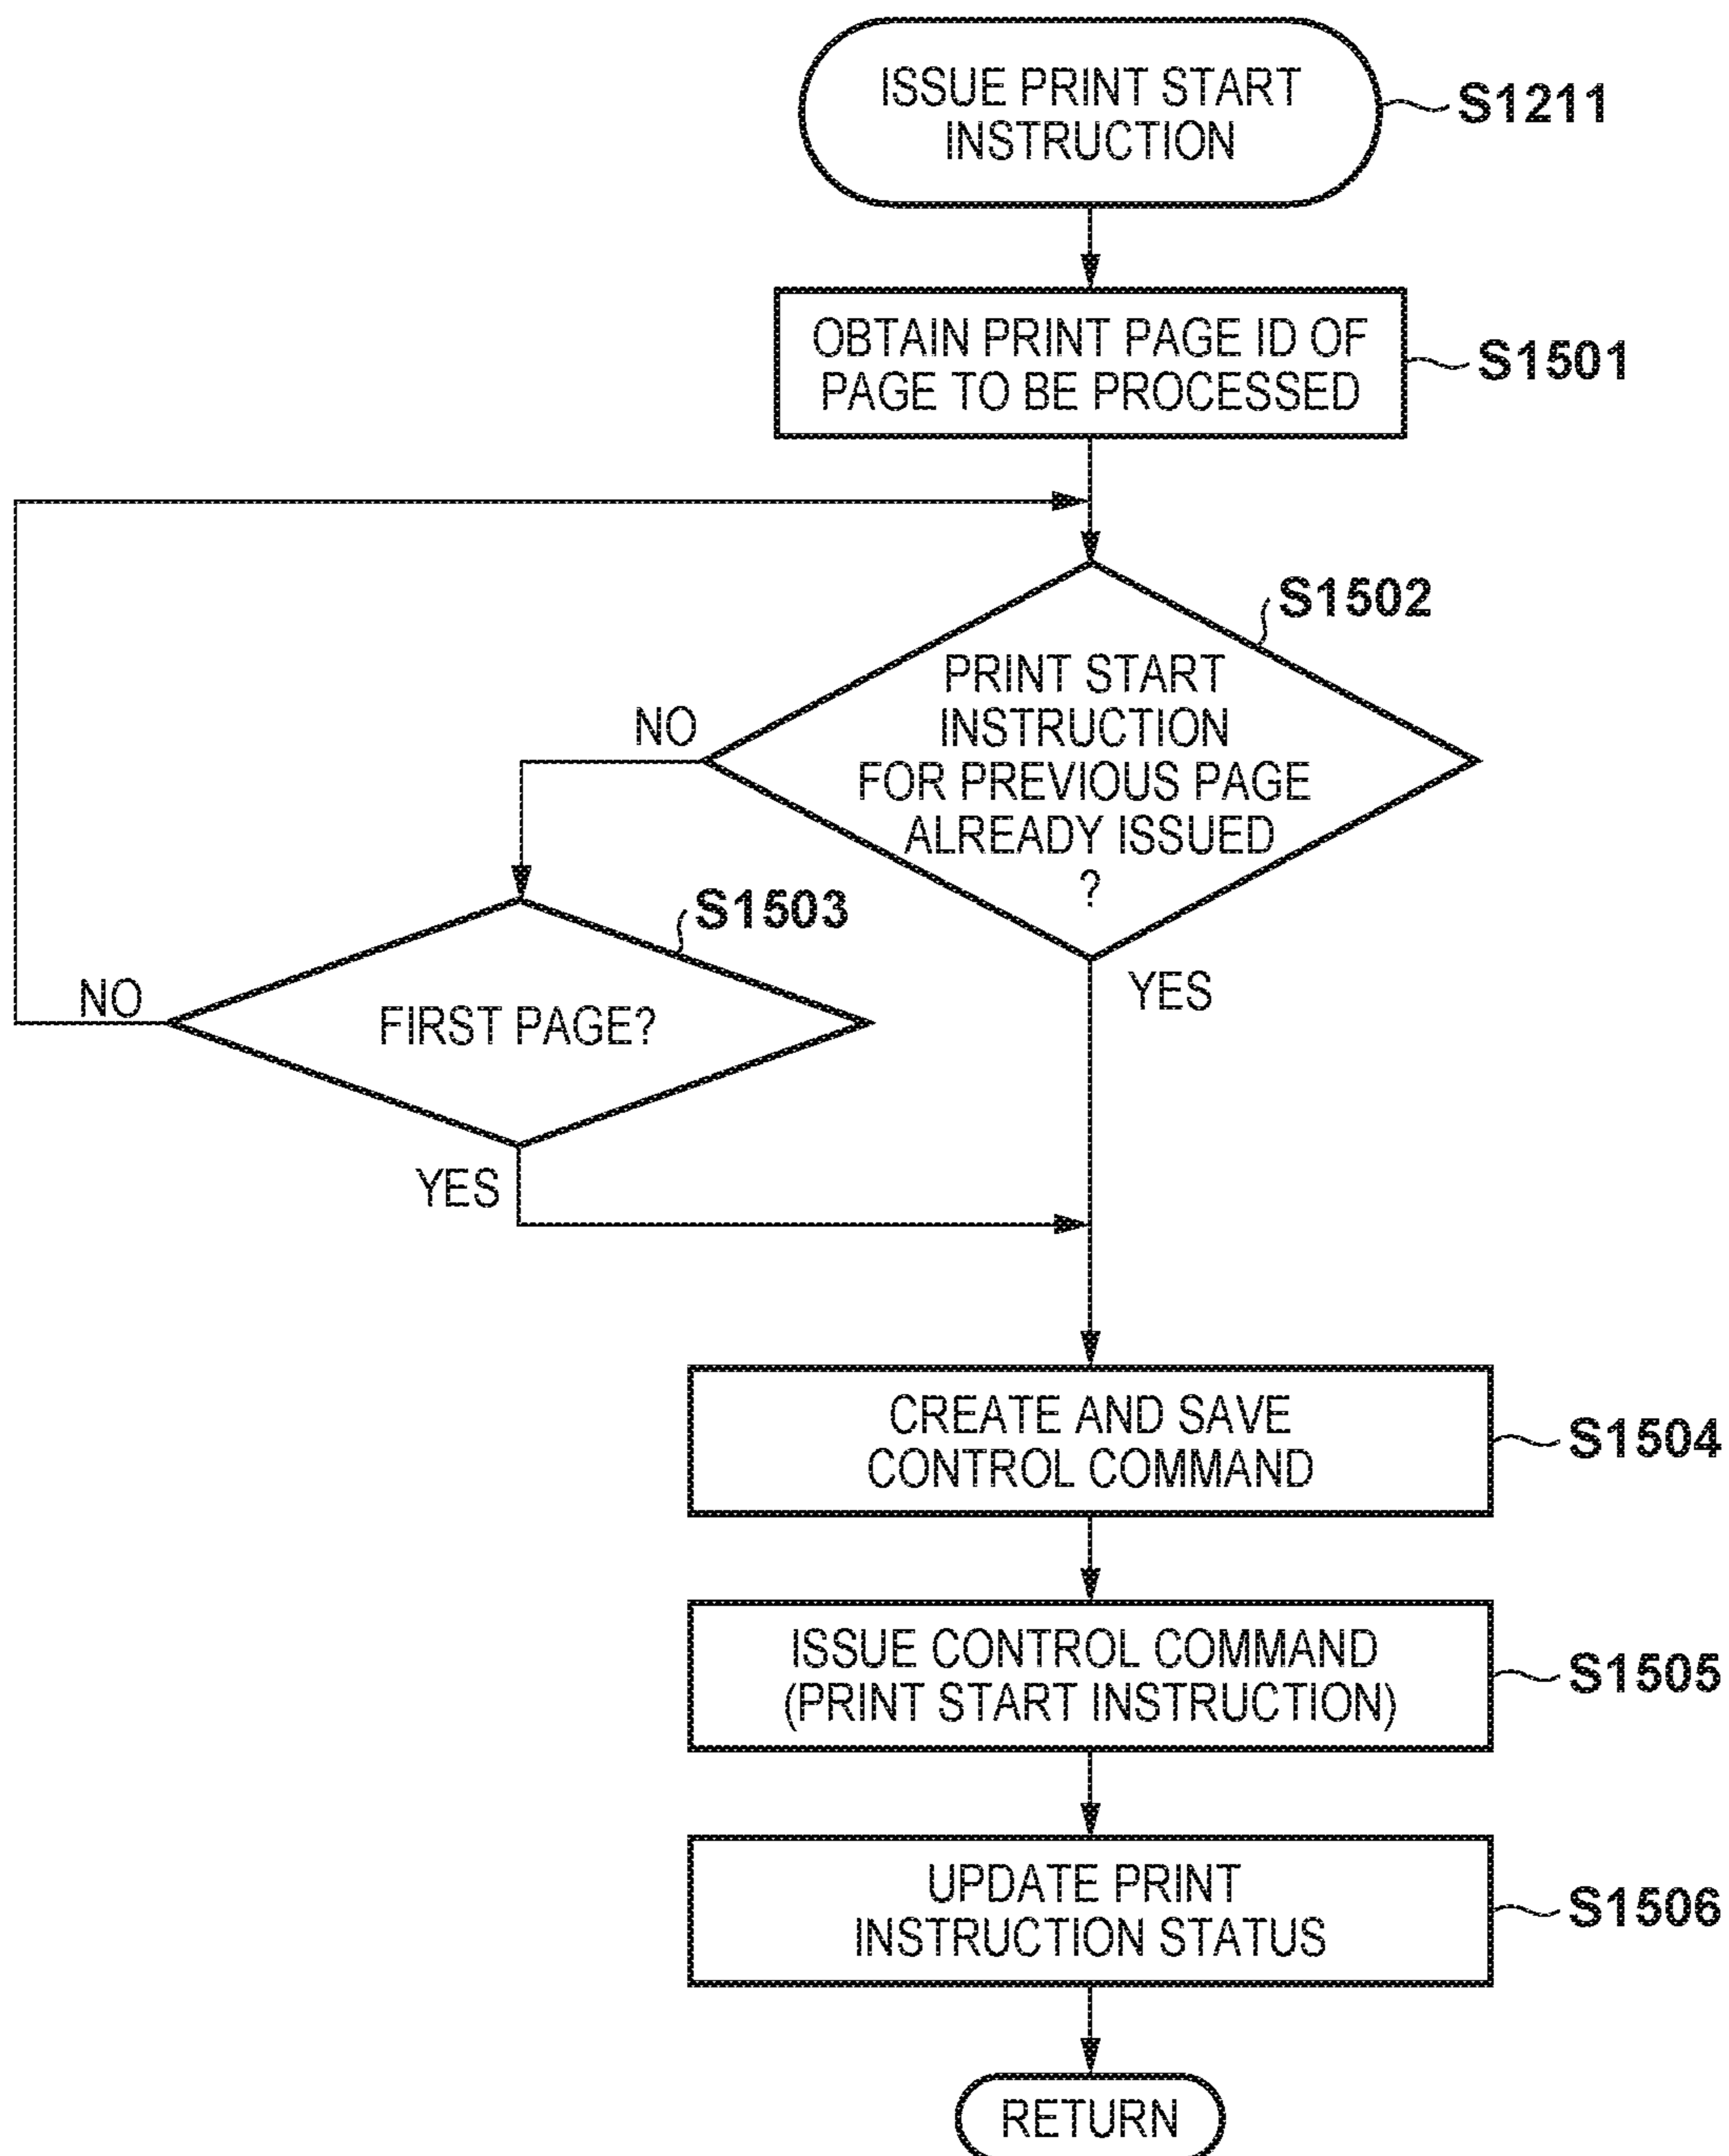 ISSUE PRINT START
INSTRUCTION
S1211
OBTAIN PRINT PAGE ID OF
PAGE TO BE PROCESSED
S1501
S1502
PRINT START
INSTRUCTION
FOR PREVIOUS PAGE
ALREADY ISSUED
?
NO
YES
S1503
FIRST PAGE?
NO
YES
CREATE AND SAVE
CONTROL COMMAND
S1504
ISSUE CONTROL COMMAND
(PRINT START INSTRUCTION)
S1505
UPDATE PRINT
INSTRUCTION STATUS
S1506
RETURN